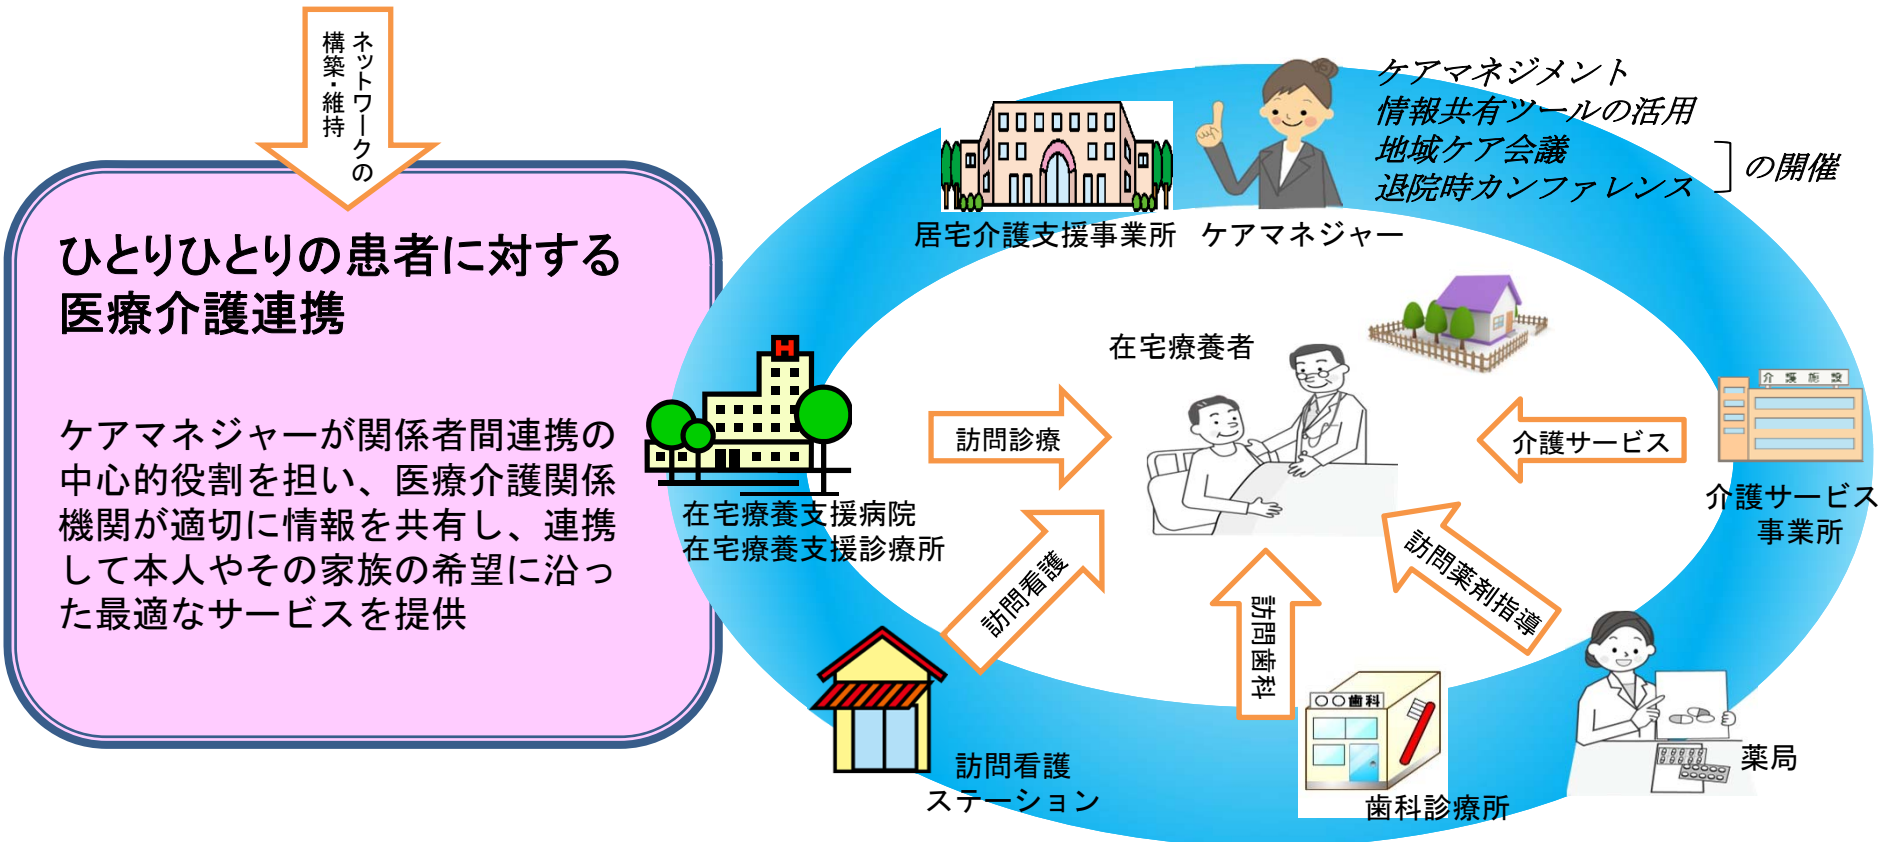 ネットワークの
構築・維持
ひとりひとりの患者に対する
医療介護連携
ケアマネジャーが関係者間連携の
中心的役割を担い、医療介護関係
機関が適切に情報を共有し、連携
して本人やその家族の希望に沿っ
た最適なサービスを提供
ケアマネジメント
情報共有ツールの活用
地域ケア会議
退院時カンファレンス
の開催
居宅介護支援事業所
ケアマネジャー
在宅療養者
H
訪問診療
介護サービス
介護施設
在宅療養支援病院
在宅療養支援診療所
介護サービス
事業所
訪問看護
訪問歯科
訪問薬剤指導
〇〇歯科
訪問看護
ステーション
歯科診療所
薬局